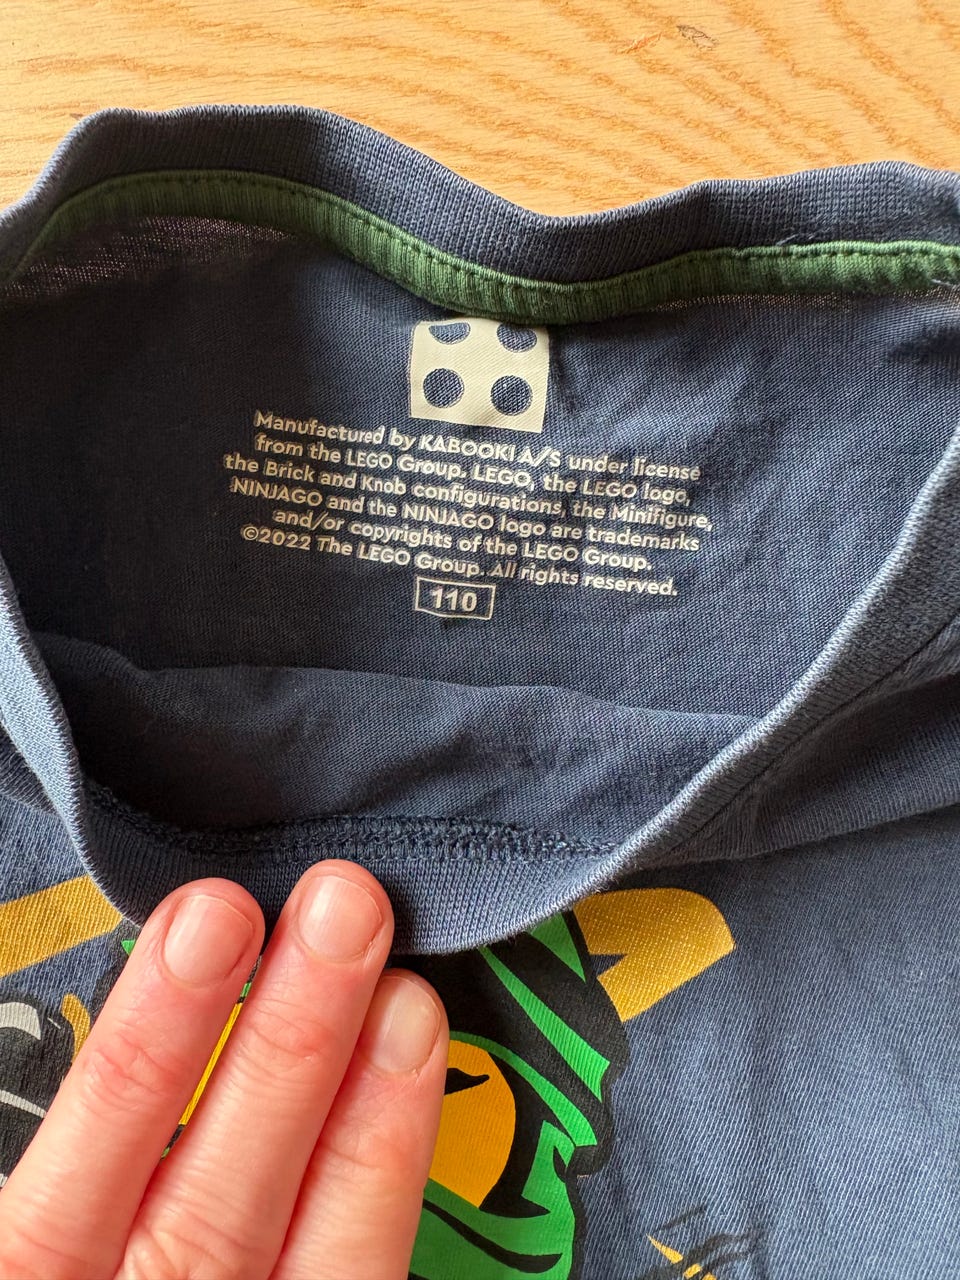 Manufactured by KABOOKI A/S under license
from the LEGO Group. LEGO, the LEGO logo,
the Brick and Knob configurations, the Minifigure,
NINJAGO and the NINJAGO logo are trademarks
and/or copyrights of the LEGO Group.
©2022 The LEGO Group. All rights reserved.
110